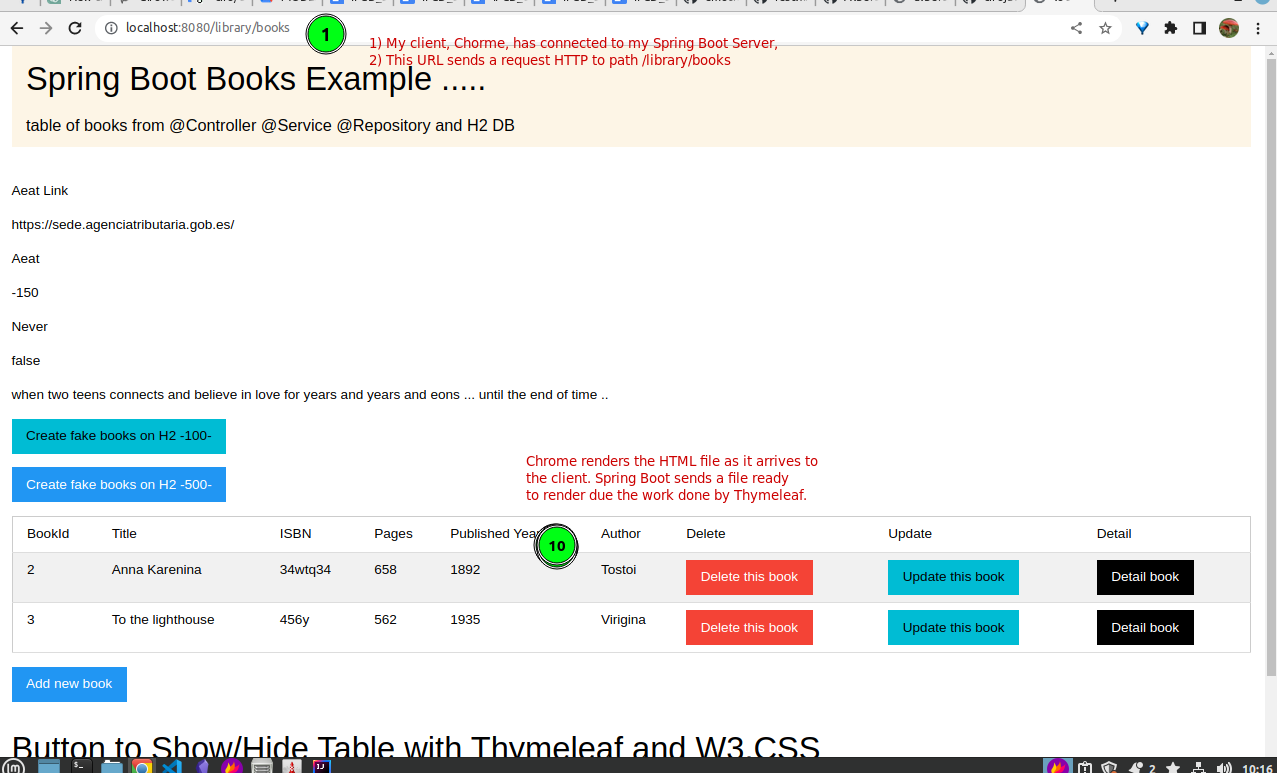 localhost:8080/library/books
1
1) My client, Chorme, has connected to my Spring Boot Server,
2) This URL sends a request HTTP to path /library/books
Spring Boot Books Example .....
table of books from @Controller @Service @Repository and H2 DB
Aeat Link
https://sede.agenciatributaria.gob.es/
Aeat
-150
Never
false
when two teens connects and believe in love for years and years and eons ... until the end of time ..
Create fake books on H2 -100-
Create fake books on H2 -500-
Chrome renders the HTML file as it arrives to
the client. Spring Boot sends a file ready
to render due the work done by Thymeleaf.
10
BookId Title ISBN Pages Published Year Author Delete Update Detail
2 Anna Karenina 34wtq34 658 1892 Tostoi Delete this book Update this book Detail book
3 To the lighthouse 456y 562 1935 Virigina Delete this book Update this book Detail book
Add new book
Button to Show/Hide Table with Thymeleaf and W3.CSS
2 10:16